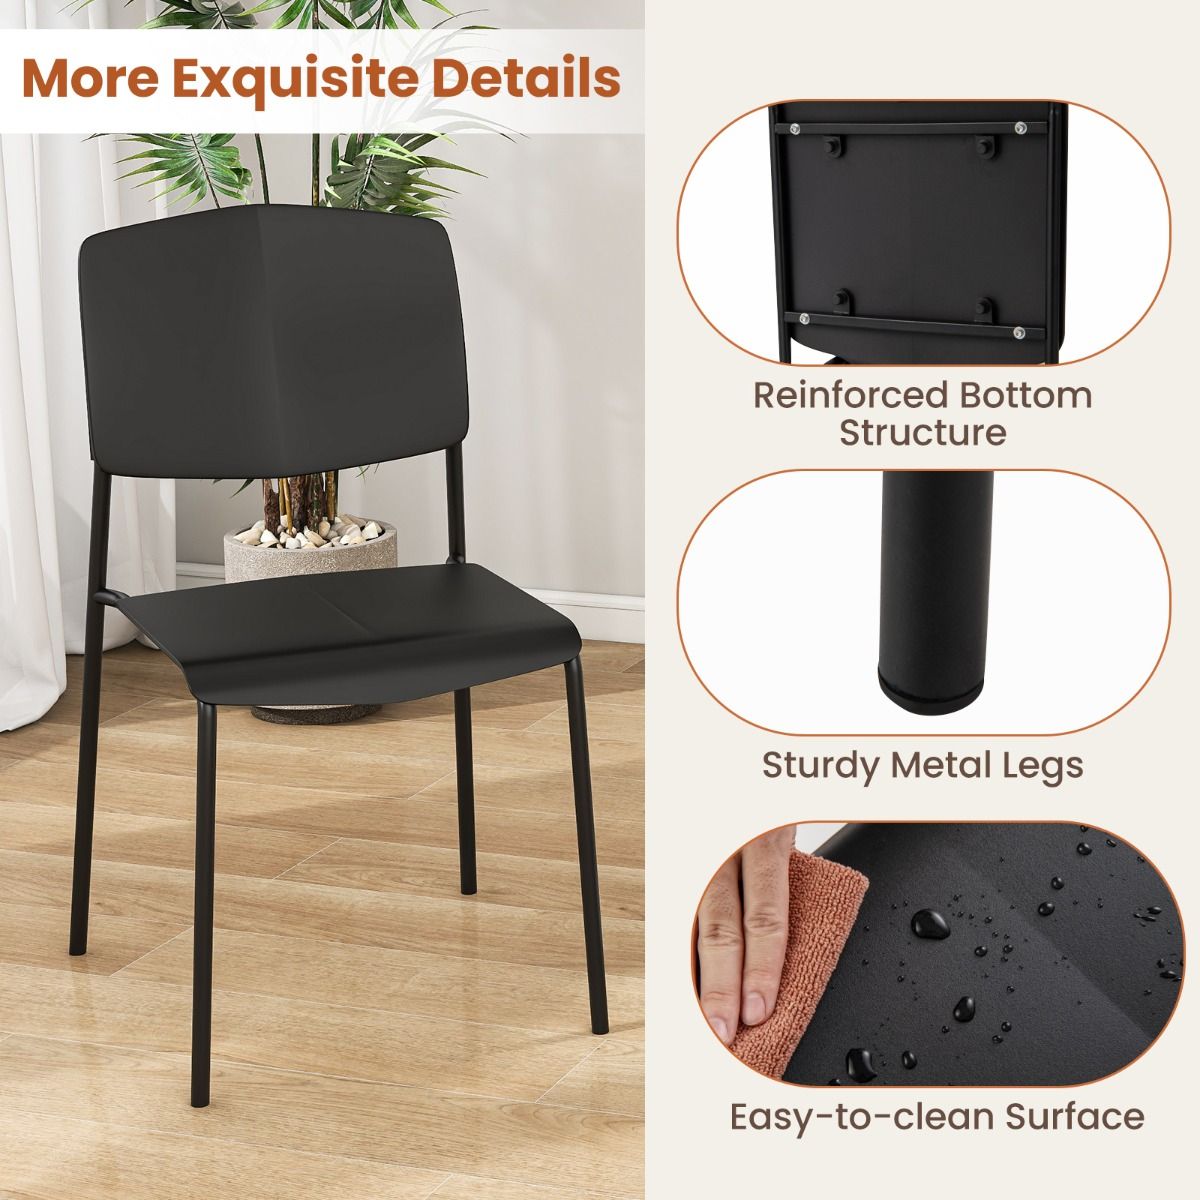 More Exquisite Details
Reinforced Bottom
Structure
Sturdy Metal Legs
Easy-to-clean Surface